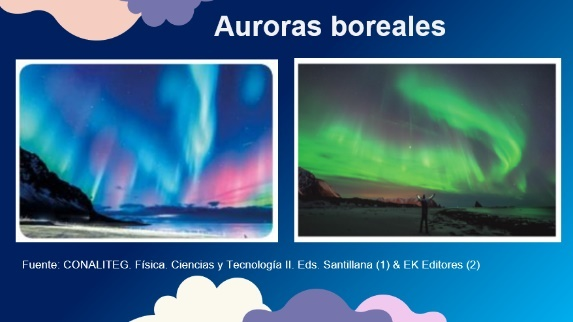 Auroras boreales
Fuente: CONALITEG. Física. Ciencias y Tecnología II. Eds. Santillana (1) & EK Editores (2)